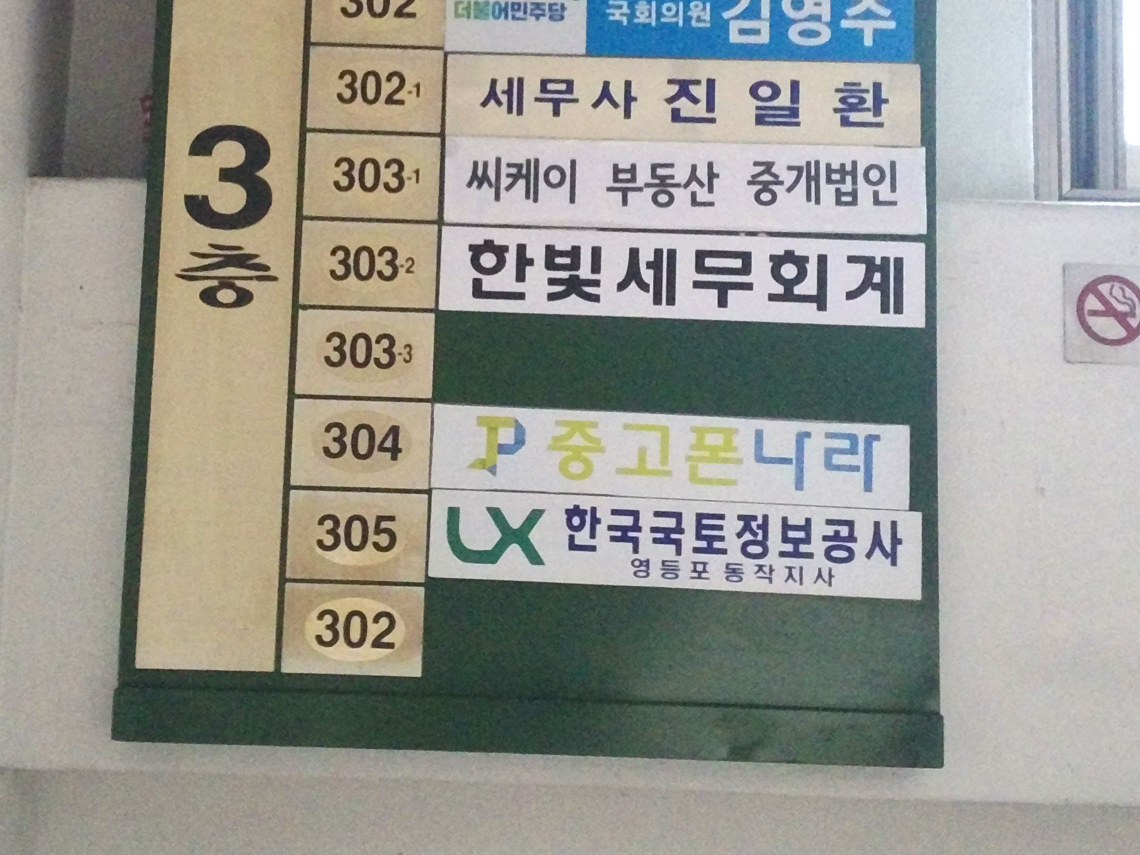 3층
302 더불어민주당 국회의원 김영주
302-1 세무사 진일환
303-1 씨케이 부동산 중개법인
303-2 한빛세무회계
303-3
304 중고폰나라
305 LX 한국국토정보공사
영등포동작지사
302